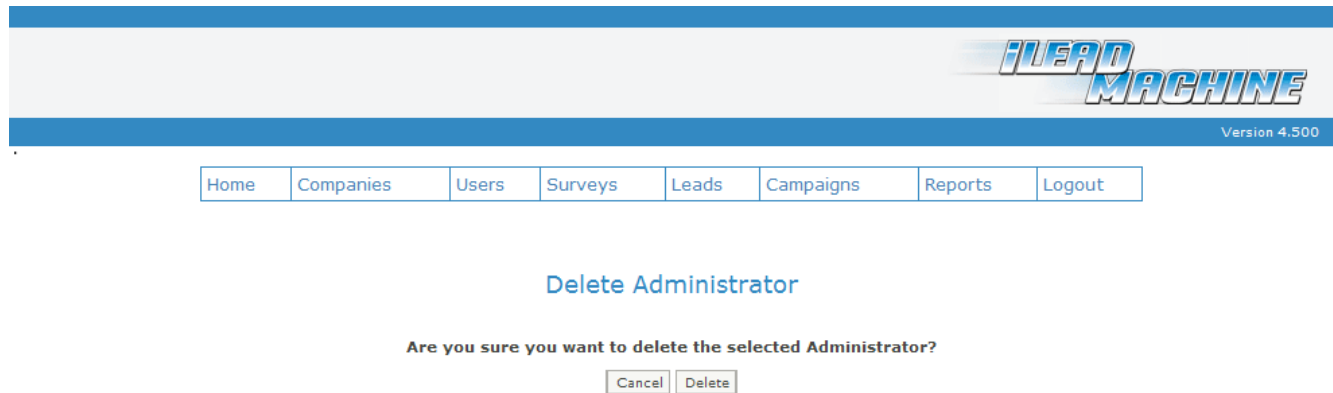 iLEAD
MACHINE
Version 4.500
.
Home Companies Users Surveys Leads Campaigns Reports Logout
Delete Administrator
Are you sure you want to delete the selected Administrator?
Cancel Delete